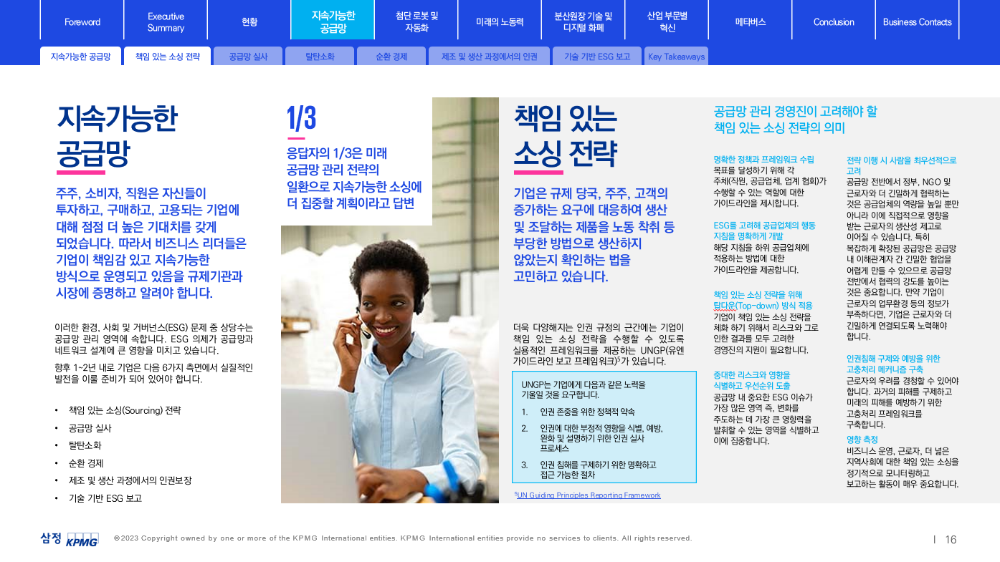 Foreword
Executive
Summary
현황
지속가능한
공급망
첨단 로봇 및
자동화
미래의 노동력
분산원장 기술 및
디지털 화폐
산업 부문별
혁신
메타버스
Conclusion
Business Contacts
지속가능한 공급망
책임 있는 소싱 전략
공급망 실사
탈탄소화
순환 경제
제조 및 생산 과정에서의 인권
기술 기반 ESG 보고
Key Takeaways
지속가능한
공급망
주주, 소비자, 직원은 자신들이
투자하고, 구매하고, 고용되는 기업에
대해 점점 더 높은 기대치를 갖게
되었습니다. 따라서 비즈니스 리더들은
기업이 책임감 있고 지속가능한
방식으로 운영되고 있음을 규제기관과
시장에 증명하고 알려야 합니다.
이러한 환경, 사회 및 거버넌스(ESG) 문제 중 상당수는
공급망 관리 영역에 속합니다. ESG 의제가 공급망과
네트워크 설계에 큰 영향을 미치고 있습니다.
향후 1~2년 내로 기업은 다음 6가지 측면에서 실질적인
발전을 이룰 준비가 되어 있어야 합니다.
• 책임 있는 소싱(Sourcing) 전략
• 공급망 실사
• 탈탄소화
• 순환 경제
• 제조 및 생산 과정에서의 인권보장
• 기술 기반 ESG 보고
1/3
응답자의 1/3은 미래
공급망 관리 전략의
일환으로 지속가능한 소싱에
더 집중할 계획이라고 답변
책임 있는
소싱 전략
기업은 규제 당국, 주주, 고객의
증가하는 요구에 대응하여 생산
및 조달하는 제품을 노동 착취 등
부당한 방법으로 생산하지
않았는지 확인하는 법을
고민하고 있습니다.
더욱 다양해지는 인권 규정의 근간에는 기업이
책임 있는 소싱 전략을 수행할 수 있도록
실용적인 프레임워크를 제공하는 UNGP(유엔
가이드라인 보고 프레임워크)⁵가 있습니다.
UNGP는 기업에게 다음과 같은 노력을
기울일 것을 요구합니다.
1. 인권 존중을 위한 정책적 약속
2. 인권에 대한 부정적 영향을 식별, 예방,
완화 및 설명하기 위한 인권 실사
프로세스
3. 인권 침해를 구제하기 위한 명확하고
접근 가능한 절차
⁵UN Guiding Principles Reporting Framework
공급망 관리 경영진이 고려해야 할
책임 있는 소싱 전략의 의미
명확한 정책과 프레임워크 수립
목표를 달성하기 위해 각
주체(직원, 공급업체, 업계 협회)가
수행할 수 있는 역할에 대한
가이드라인을 제시합니다.
ESG를 고려해 공급업체의 행동
지침을 명확하게 개발
해당 지침을 하위 공급업체에
적용하는 방법에 대한
가이드라인을 제공합니다.
책임 있는 소싱 전략을 위해
탑다운(Top-down) 방식 적용
기업이 책임 있는 소싱 전략을
체화 하기 위해서 리스크와 그로
인한 결과를 모두 고려한
경영진의 지원이 필요합니다.
중대한 리스크와 영향을
식별하고 우선순위 도출
공급망 내 중요한 ESG 이슈가
가장 많은 영역 즉, 변화를
주도하는 데 가장 큰 영향력을
발휘할 수 있는 영역을 식별하고
이에 집중합니다.
전략 이행 시 사람을 최우선적으로
고려
공급망 전반에서 정부, NGO 및
근로자와 더 긴밀하게 협력하는
것은 공급업체의 역량을 높일 뿐만
아니라 이에 직접적으로 영향을
받는 근로자의 생산성 제고로
이어질 수 있습니다. 특히
복잡하게 확장된 공급망은 공급망
내 이해관계자 간 긴밀한 협업을
어렵게 만들 수 있으므로 공급망
전반에서 협력의 강도를 높이는
것은 중요합니다. 만약 기업이
근로자의 업무환경 등의 정보가
부족하다면, 기업은 근로자와 더
긴밀하게 연결되도록 노력해야
합니다.
인권침해 구제와 예방을 위한
고충처리 메커니즘 구축
근로자의 우려를 경청할 수 있어야
합니다. 과거의 피해를 구제하고
미래의 피해를 예방하기 위한
고충처리 프레임워크를
구축합니다.
영향 측정
비즈니스 운영, 근로자, 더 넓은
지역사회에 대한 책임 있는 소싱을
정기적으로 모니터링하고
보고하는 활동이 매우 중요합니다.
삼정 KPMG
©2023 Copyright owned by one or more of the KPMG International entities. KPMG International entities provide no services to clients. All rights reserved.
| 16